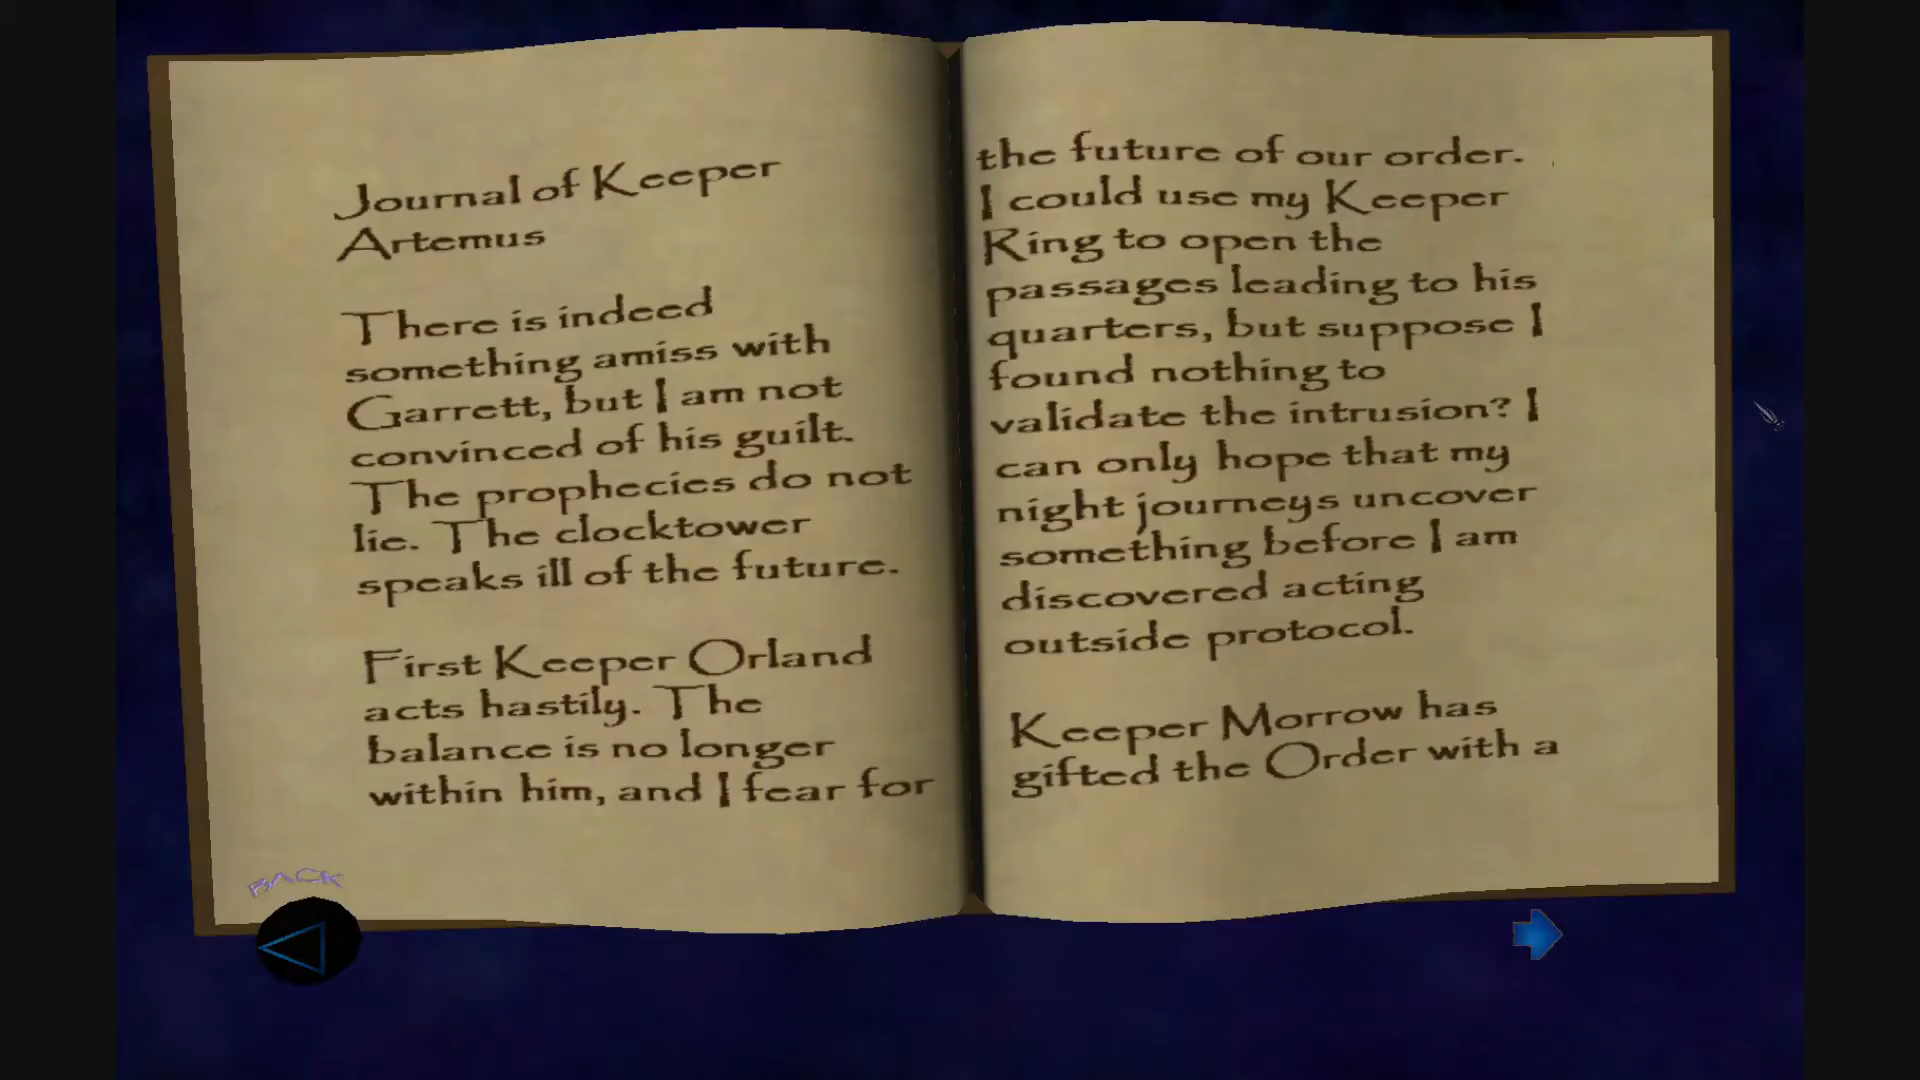 Journal of Keeper
Artemus
There is indeed
something amiss with
Garrett, but I am not
convinced of his guilt.
The prophecies do not
lie. The clocktower
speaks ill of the future.
First Keeper Orland
acts hastily. The
balance is no longer
within him, and I fear for
the future of our order.
I could use my Keeper
Ring to open the
passages leading to his
quarters, but suppose I
found nothing to
validate the intrusion? I
can only hope that my
night journeys uncover
something before I am
discovered acting
outside protocol.
Keeper Morrow has
gifted the Order with a
BACK